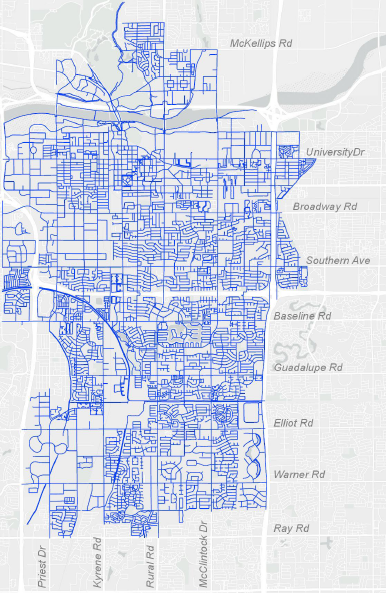 McKellips Rd
UniversityDr
Broadway Rd
Southern Ave
Baseline Rd
Guadalupe Rd
Elliot Rd
Warner Rd
Ray Rd
Priest Dr
Kyrene Rd
Rural Rd
McClintock Dr